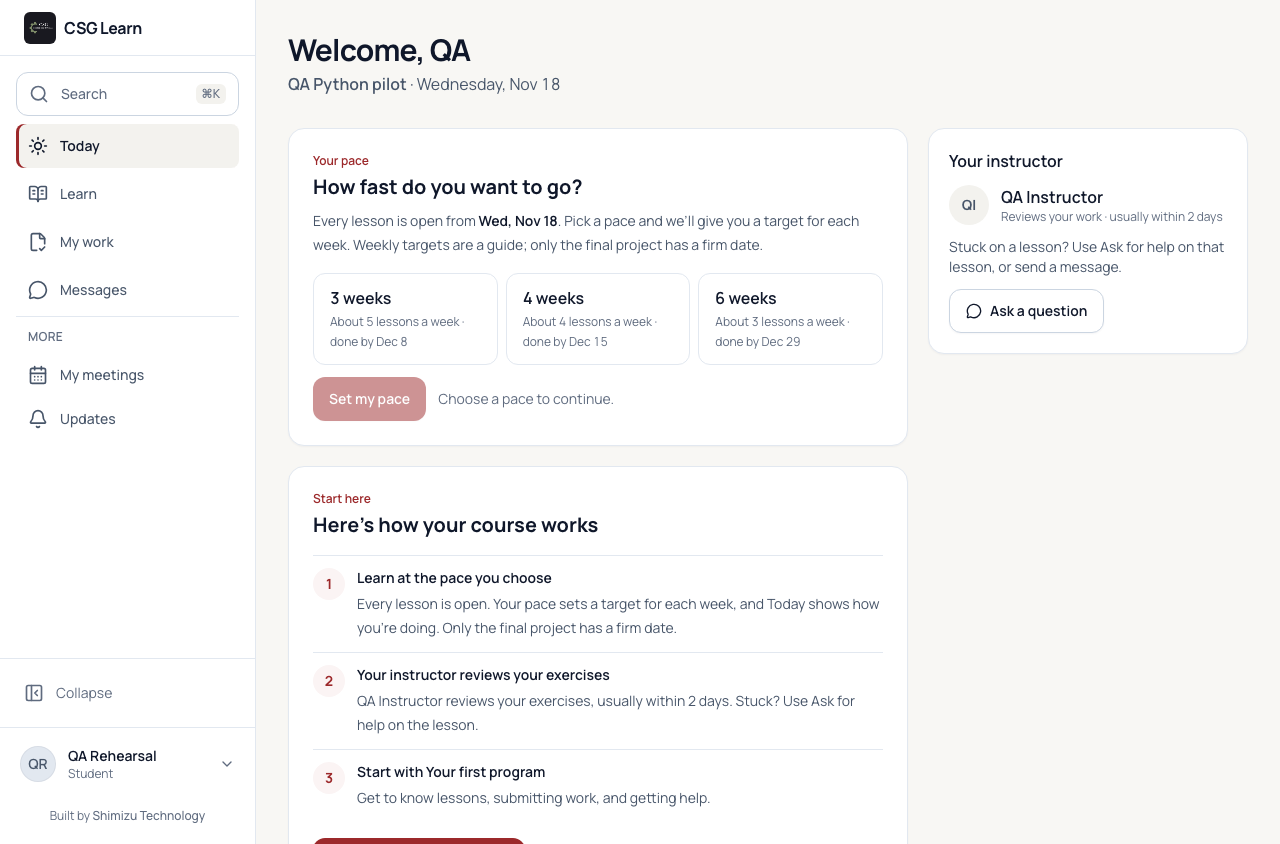 CSG Learn
Search
⌘K
Today
Learn
My work
Messages
MORE
My meetings
Updates
Collapse
QR
QA Rehearsal
Student
Built by Shimizu Technology
Welcome, QA
QA Python pilot · Wednesday, Nov 18
Your pace
How fast do you want to go?
Every lesson is open from Wed, Nov 18. Pick a pace and we'll give you a target for each
week. Weekly targets are a guide; only the final project has a firm date.
3 weeks
About 5 lessons a week ·
done by Dec 8
4 weeks
About 4 lessons a week ·
done by Dec 15
6 weeks
About 3 lessons a week ·
done by Dec 29
Set my pace
Choose a pace to continue.
Start here
Here's how your course works
1
Learn at the pace you choose
Every lesson is open. Your pace sets a target for each week, and Today shows how
you're doing. Only the final project has a firm date.
2
Your instructor reviews your exercises
QA Instructor reviews your exercises, usually within 2 days. Stuck? Use Ask for
help on the lesson.
3
Start with Your first program
Get to know lessons, submitting work, and getting help.
Your instructor
QI
QA Instructor
Reviews your work · usually within 2 days
Stuck on a lesson? Use Ask for help on that
lesson, or send a message.
Ask a question